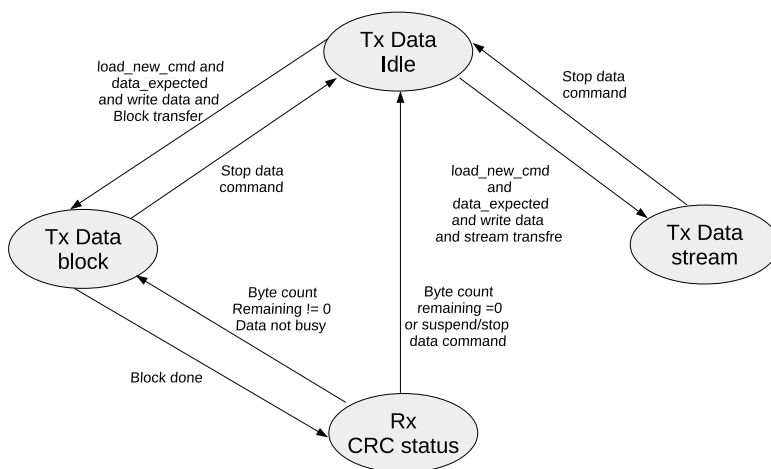 Tx Data
Idle
load_new_cmd and
data_expected
and write data and
Block transfer
Stop data
command
Stop data
command
load_new_cmd
and
data_expected
and write data
and stream transfre
Tx Data
block
Tx Data
stream
Byte count
Remaining != 0
Data not busy
Byte count
remaining =0
or suspend/stop
data command
Block done
Rx
CRC status